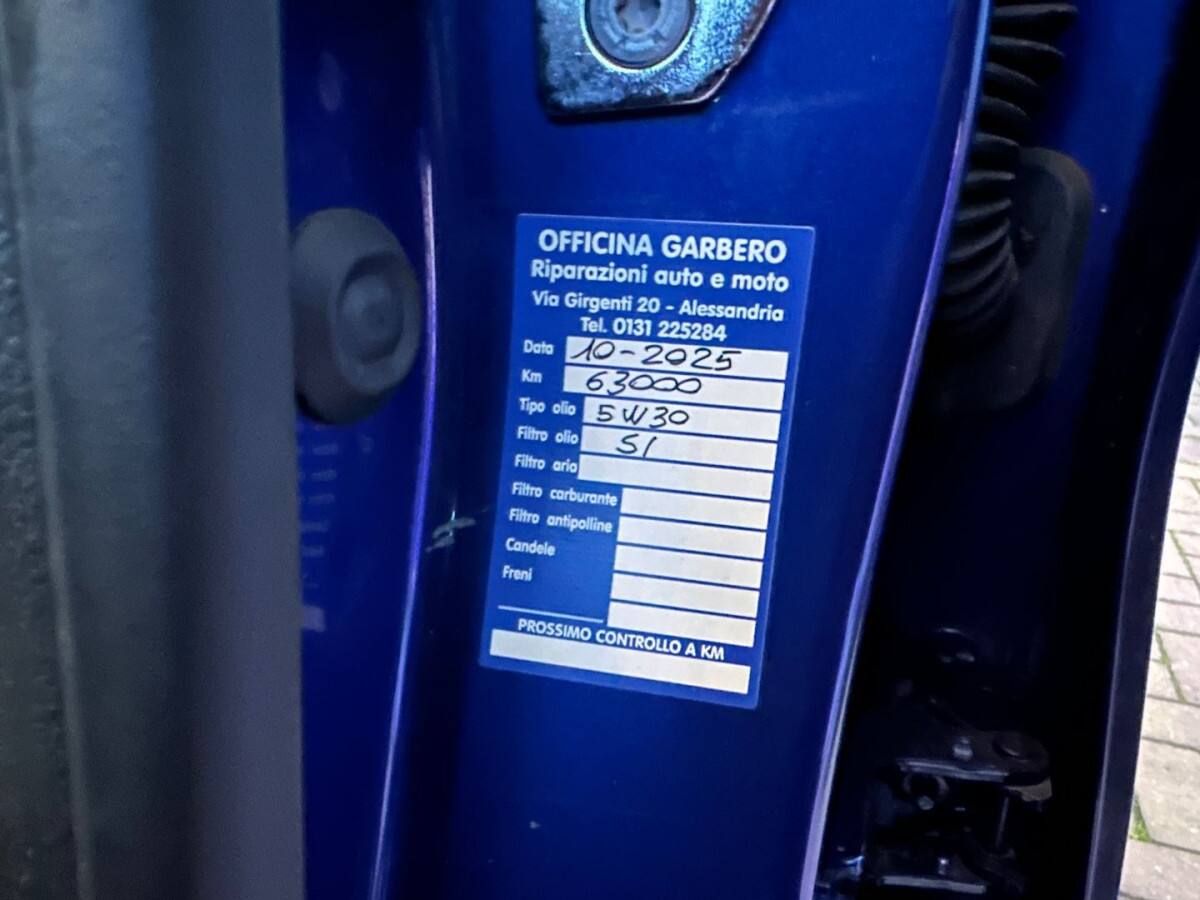 OFFICINA GARBERO
Riparazioni auto e moto
Via Girgenti 20 - Alessandria
Tel. 0131 225284
Data 10-2025
Km 63000
Tipo olio 5W30
Filtro olio SI
Filtro aria
Filtro carburante
Filtro antipolline
Candele
Freni
PROSSIMO CONTROLLO A KM